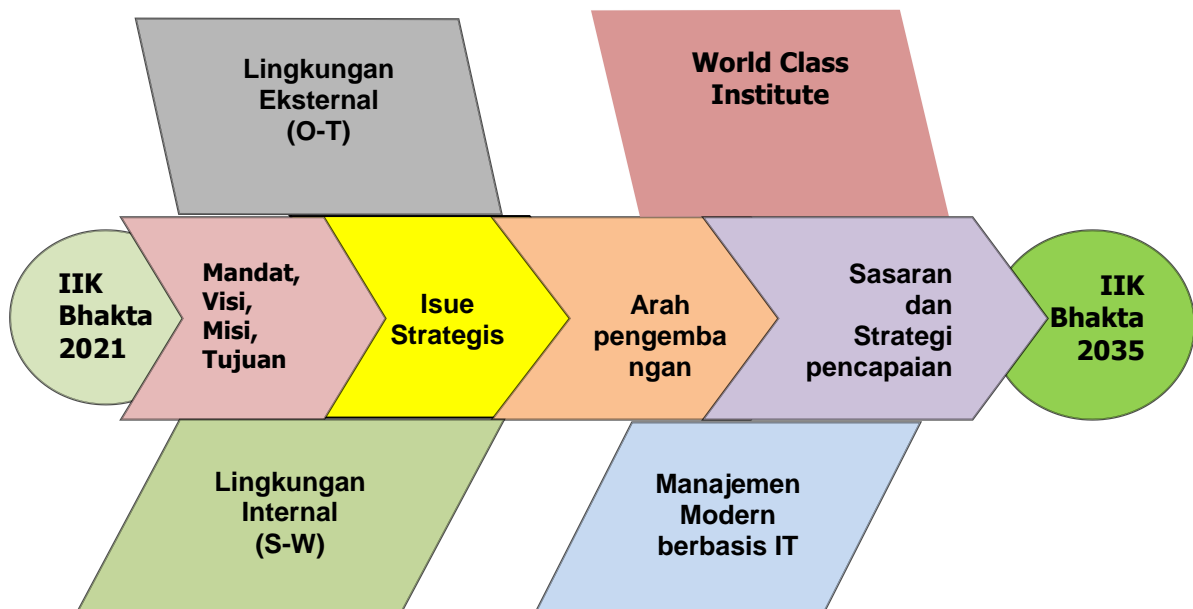 Lingkungan
Eksternal
(O-T)
World Class
Institute
IIK
Bhakta
2021
Mandat,
Visi,
Misi,
Tujuan
Isue
Strategis
Arah
pengemba
ngan
Sasaran
dan
Strategi
pencapaian
IIK
Bhakta
2035
Lingkungan
Internal
(S-W)
Manajemen
Modern
berbasis IT